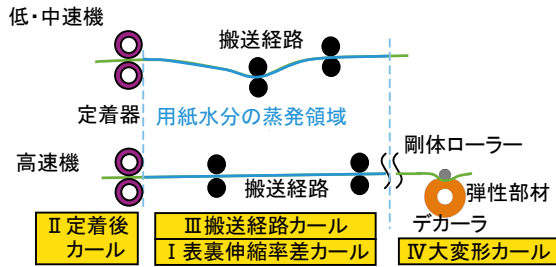 低・中速機
搬送経路
定着器
用紙水分の蒸発領域
高速機
搬送経路
剛体ローラー
弾性部材
デカーラ
Ⅱ定着後
カール
Ⅲ搬送経路カール
Ⅰ表裏伸縮率差カール
Ⅳ大変形カール